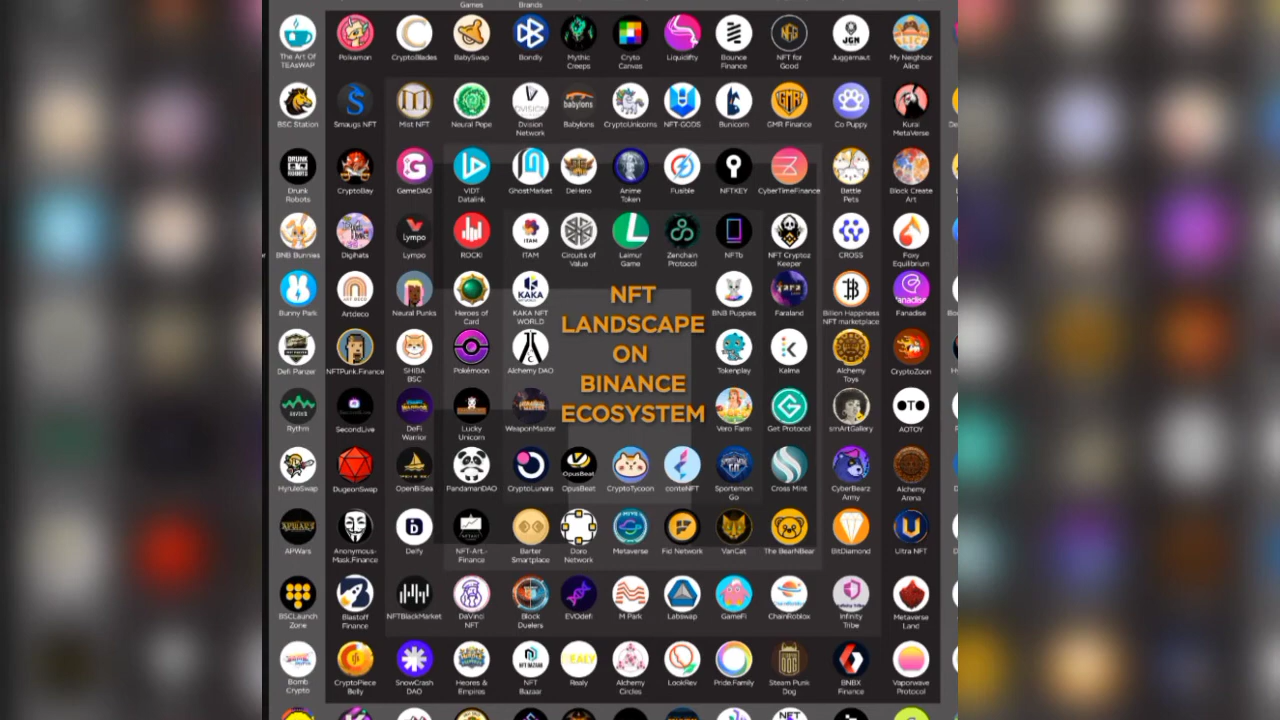 Games Brands
The Art Of TEAsWAP Polkamon CryptoBlades BabySwap Bondly Mythic Creeps Cryto Canvas Liquidifty Bounce Finance NFT for Good Juggernaut My Neighbor Alice
BSC Station Smaugs NFT Mist NFT Neural Pepe Dvision Network Babylons CryptoUnicorns NFT-GODS Bunicorn GMR Finance Co Puppy Kurai MetaVerse
Drunk Robots CryptoBay GameDAO VIDT Datalink GhostMarket DeHero Anime Token Fusible NFTKEY CyberTimeFinance Battle Pets Block Create Art
BNB Bunnies Digihats Lympo ROCKI ITAM Circuits of Value Laimur Game Zenchain Protocol NFTb NFT Cryptoz Keeper CROSS Foxy Equilibrium
NFT
LANDSCAPE
ON
BINANCE
ECOSYSTEM
Bunny Park Artdeco Neural Punks Heroes of Card KAKA NFT WORLD BNB Puppies Faraland Billion Happiness NFT marketplace Fanadise
Defi Panzer NFTPunk.Finance SHIBA BSC Pokémoon Alchemy DAO Tokenplay Kalma Alchemy Toys CryptoZoon
Rythm SecondLive DeFi Warrior Lucky Unicorn WeaponMaster Vero Farm Get Protocol smArtGallery AOTOY
HyruleSwap DugeonSwap OpenBiSea PandamanDAO CryptoLunars OpusBeat CryptoTycoon conteNFT Sportemon Go Cross Mint CyberBearz Army Alchemy Arena
APWars Anonymous-Mask.Finance Deify NFT-Art.-Finance Barter Smartplace Doro Network Metaverse Fid Network VanCat The BearNBear BitDiamond Ultra NFT
BSCLaunch Zone Blastoff Finance NFTBlackMarket DaVinci NFT Block Duelers EVOdefi M Park Labswap GameFi ChainRoblox Infinity Tribe Metaverse Land
Bomb Crypto CryptoPiece Belly SnowCrash DAO Heores & Empires NFT Bazaar Realy Alchemy Circles LookRev Pride.Family Steam Punk Dog BNBX Finance Vaporwave Protocol